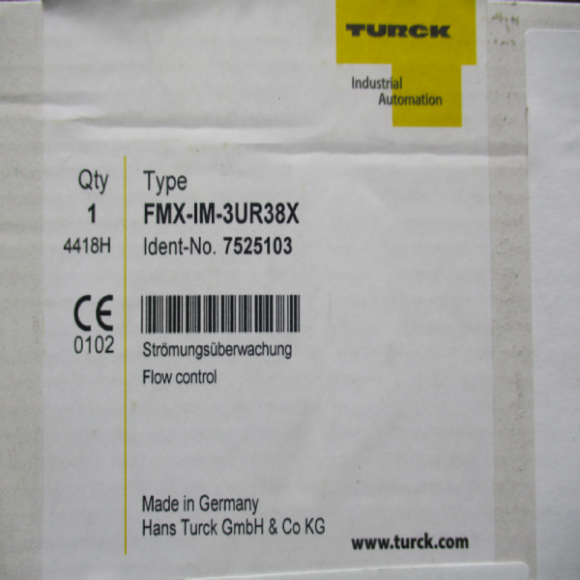 TURCK
Industrial
Automation
Qty
1
4418H
Type
FMX-IM-3UR38X
Ident-No. 7525103
CE
0102
Strömungsüberwachung
Flow control
Made in Germany
Hans Turck GmbH & Co KG
www.turck.com